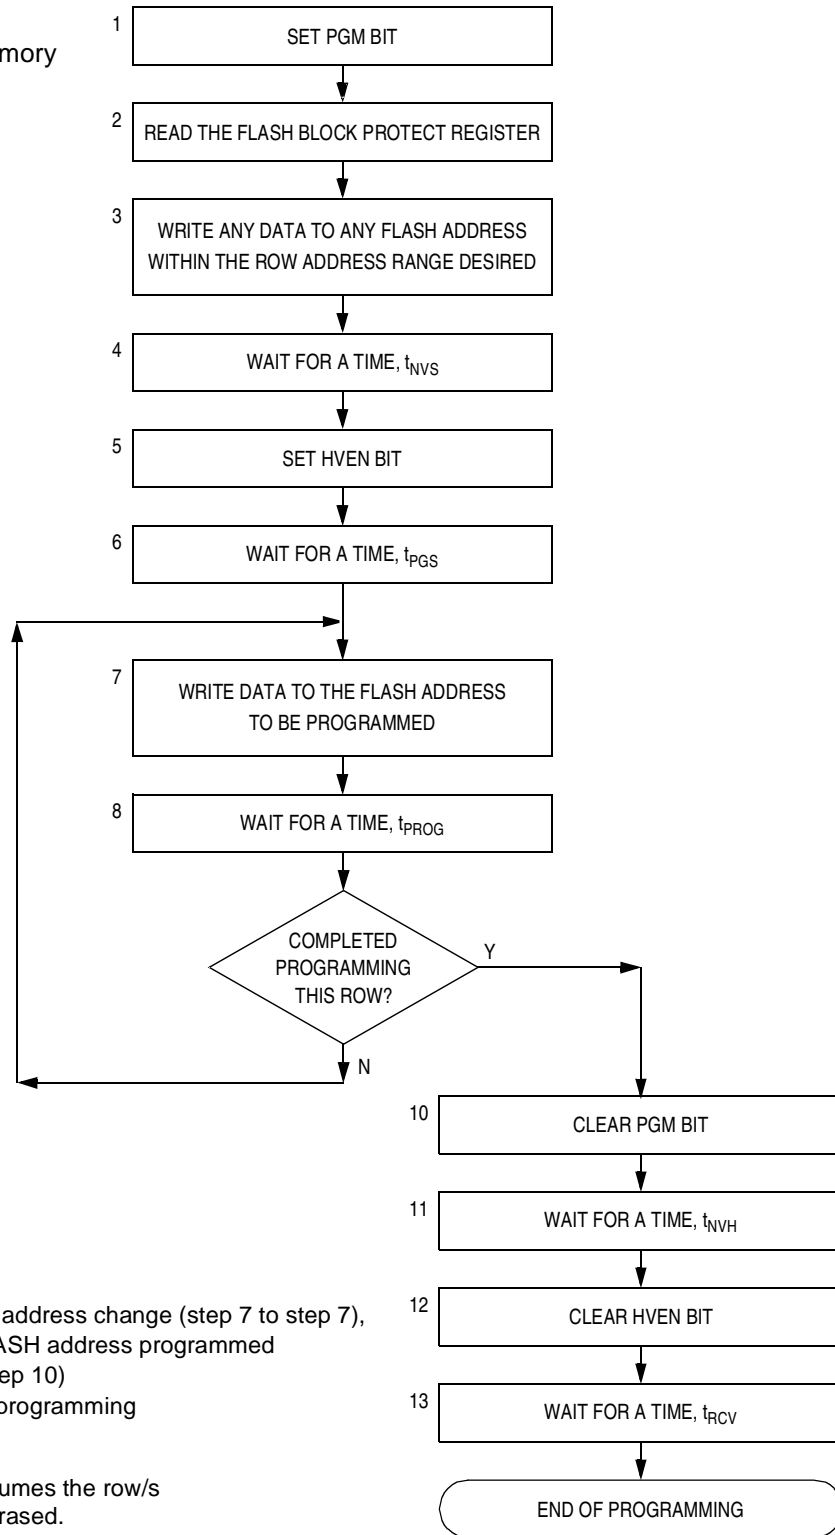 1
SET PGM BIT
mory
2
READ THE FLASH BLOCK PROTECT REGISTER
3
WRITE ANY DATA TO ANY FLASH ADDRESS
WITHIN THE ROW ADDRESS RANGE DESIRED
4
WAIT FOR A TIME, tNVS
5
SET HVEN BIT
6
WAIT FOR A TIME, tPGS
7
WRITE DATA TO THE FLASH ADDRESS
TO BE PROGRAMMED
8
WAIT FOR A TIME, tPROG
COMPLETED
PROGRAMMING
THIS ROW?
Y
N
10
CLEAR PGM BIT
11
WAIT FOR A TIME, tNVH
12
CLEAR HVEN BIT
13
WAIT FOR A TIME, tRCV
END OF PROGRAMMING
address change (step 7 to step 7),
ASH address programmed
ep 10)
programming
umes the row/s
rased.